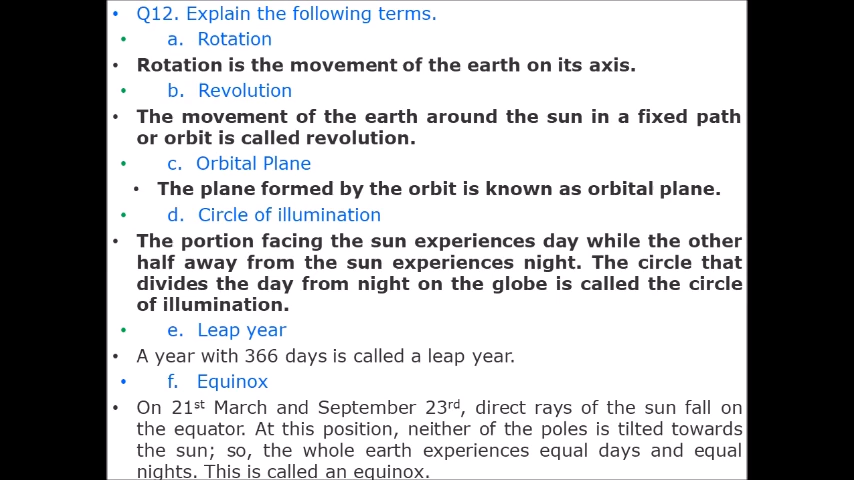 • Q12. Explain the following terms.
• a. Rotation
• Rotation is the movement of the earth on its axis.
• b. Revolution
• The movement of the earth around the sun in a fixed path
or orbit is called revolution.
• c. Orbital Plane
• The plane formed by the orbit is known as orbital plane.
• d. Circle of illumination
• The portion facing the sun experiences day while the other
half away from the sun experiences night. The circle that
divides the day from night on the globe is called the circle
of illumination.
• e. Leap year
• A year with 366 days is called a leap year.
• f. Equinox
• On 21st March and September 23rd, direct rays of the sun fall on
the equator. At this position, neither of the poles is tilted towards
the sun; so, the whole earth experiences equal days and equal
nights. This is called an equinox.